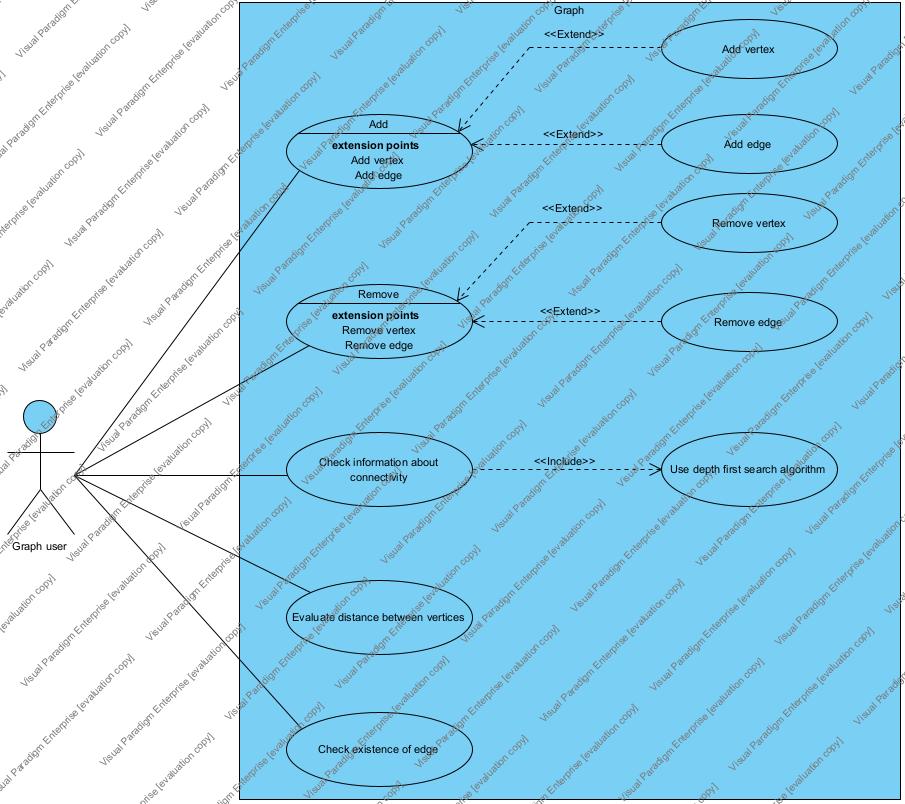 Graph
<<Extend>>
Add vertex
Add
extension points
Add vertex
Add edge
<<Extend>>
Add edge
<<Extend>>
Remove vertex
Remove
extension points
Remove vertex
Remove edge
<<Extend>>
Remove edge
Graph user
Check information about
connectivity
<<Include>>
Use depth first search algorithm
Evaluate distance between vertices
Check existence of edge
Visual Paradigm Enterprise [evaluation copy]